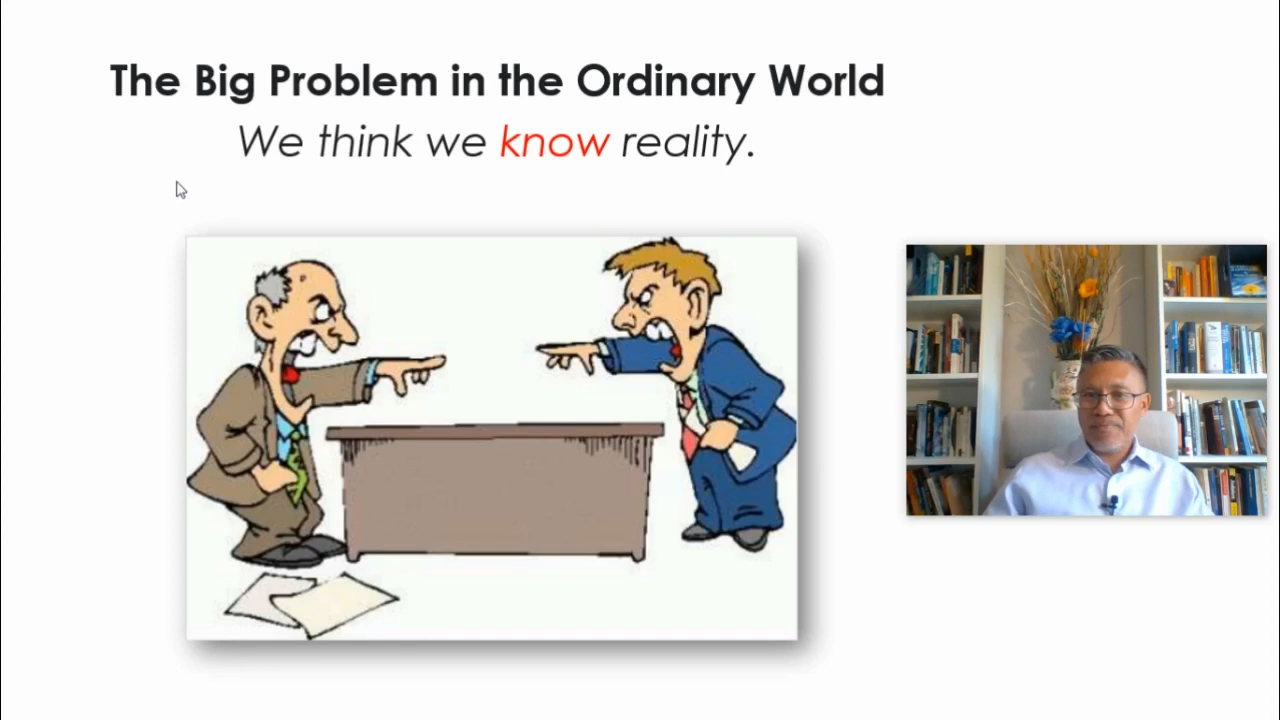 The Big Problem in the Ordinary World
We think we know reality.